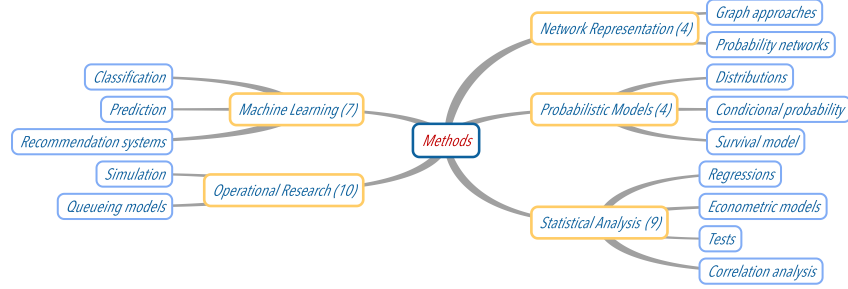 Methods
Network Representation (4)
Graph approaches
Probability networks
Probabilistic Models (4)
Distributions
Condicional probability
Survival model
Statistical Analysis (9)
Regressions
Econometric models
Tests
Correlation analysis
Machine Learning (7)
Classification
Prediction
Recommendation systems
Operational Research (10)
Simulation
Queueing models